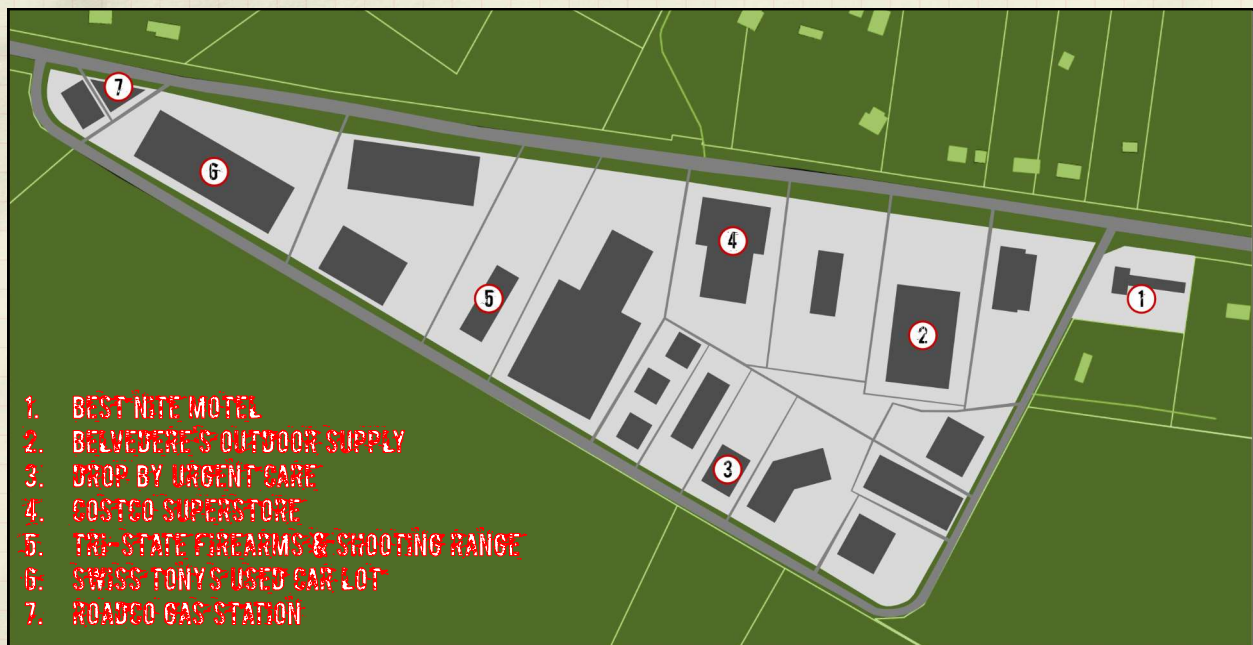 7
6
4
5
1
2
3
1. BEST NITE MOTEL
2. BELVEDERE'S OUTDOOR SUPPLY
3. DROP BY URGENT CARE
4. COSTCO SUPERSTORE
5. TRI-STATE FIREARMS & SHOOTING RANGE
6. SWISS TONY'S USED CAR LOT
7. ROADCO GAS STATION